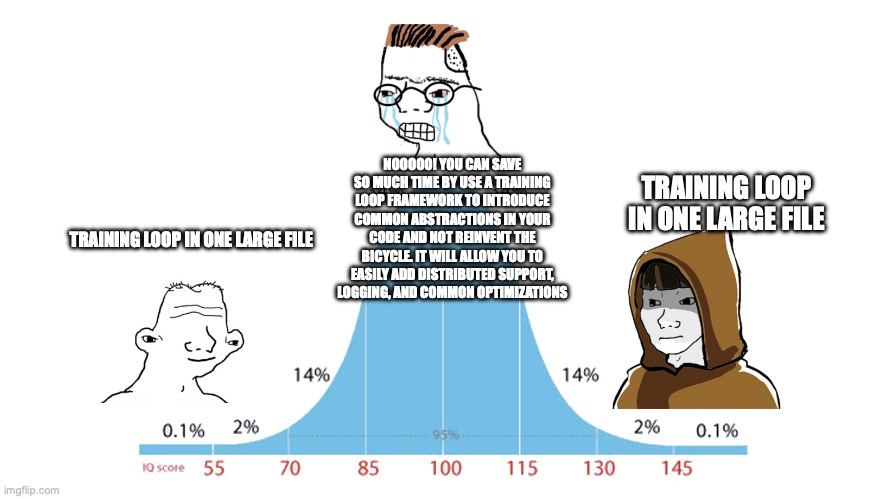 NOOOOO! YOU CAN SAVE
SO MUCH TIME BY USE A TRAINING
LOOP FRAMEWORK TO INTRODUCE
COMMON ABSTRACTIONS IN YOUR
CODE AND NOT REINVENT THE
BICYCLE. IT WILL ALLOW YOU TO
EASILY ADD DISTRIBUTED SUPPORT,
LOGGING, AND COMMON OPTIMIZATIONS
TRAINING LOOP IN ONE LARGE FILE
TRAINING LOOP
IN ONE LARGE FILE
14%
14%
0.1%
2%
95%
2%
0.1%
IQ score
55
70
85
100
115
130
145
imgflip.com